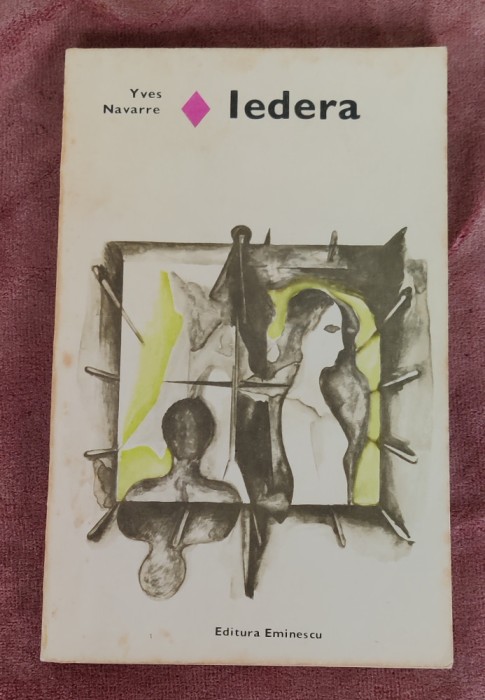 Yves
Navarre
Iedera
Editura Eminescu